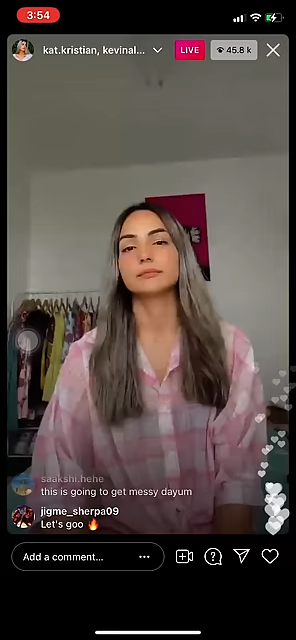 3:54
kat.kristian, kevinal...
LIVE
45.8 k
saakshi.hehe
this is going to get messy dayum
jigme_sherpa09
Let's goo 🔥
Add a comment...